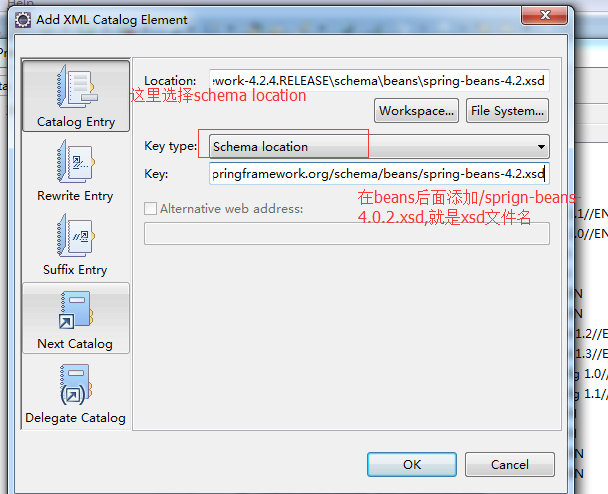 Help
Add XML Catalog Element
Catalog Entry
Rewrite Entry
Suffix Entry
Next Catalog
Delegate Catalog
Location:
work-4.2.4.RELEASE\schema\beans\spring-beans-4.2.xsd
这里选择schema location
Workspace...
File System...
Key type:
Schema location
Key:
pringframework.org/schema/beans/spring-beans-4.2.xsd
在beans后面添加/sprign-beans-
4.0.2.xsd,就是xsd文件名
Alternative web address:
.1//EN
.0//EN
N
N
1.2//E
1.3//E
g 1.0//
g 1.1//
N
N
OK
Cancel